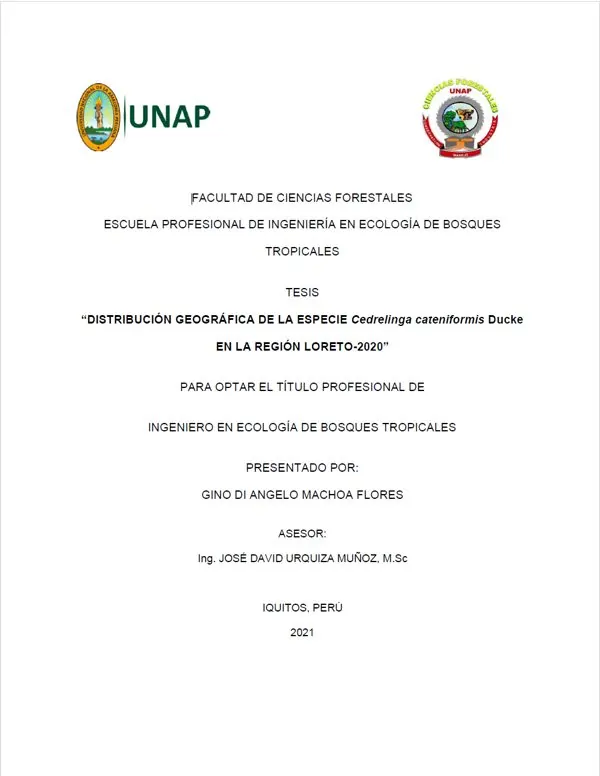 UNAP
CIENCIAS FORESTALES
UNAP
FACULTAD DE CIENCIAS FORESTALES
ESCUELA PROFESIONAL DE INGENIERÍA EN ECOLOGÍA DE BOSQUES
TROPICALES
TESIS
“DISTRIBUCIÓN GEOGRÁFICA DE LA ESPECIE Cedrelinga cateniformis Ducke
EN LA REGIÓN LORETO-2020”
PARA OPTAR EL TÍTULO PROFESIONAL DE
INGENIERO EN ECOLOGÍA DE BOSQUES TROPICALES
PRESENTADO POR:
GINO DI ANGELO MACHOA FLORES
ASESOR:
Ing. JOSÉ DAVID URQUIZA MUÑOZ, M.Sc
IQUITOS, PERÚ
2021